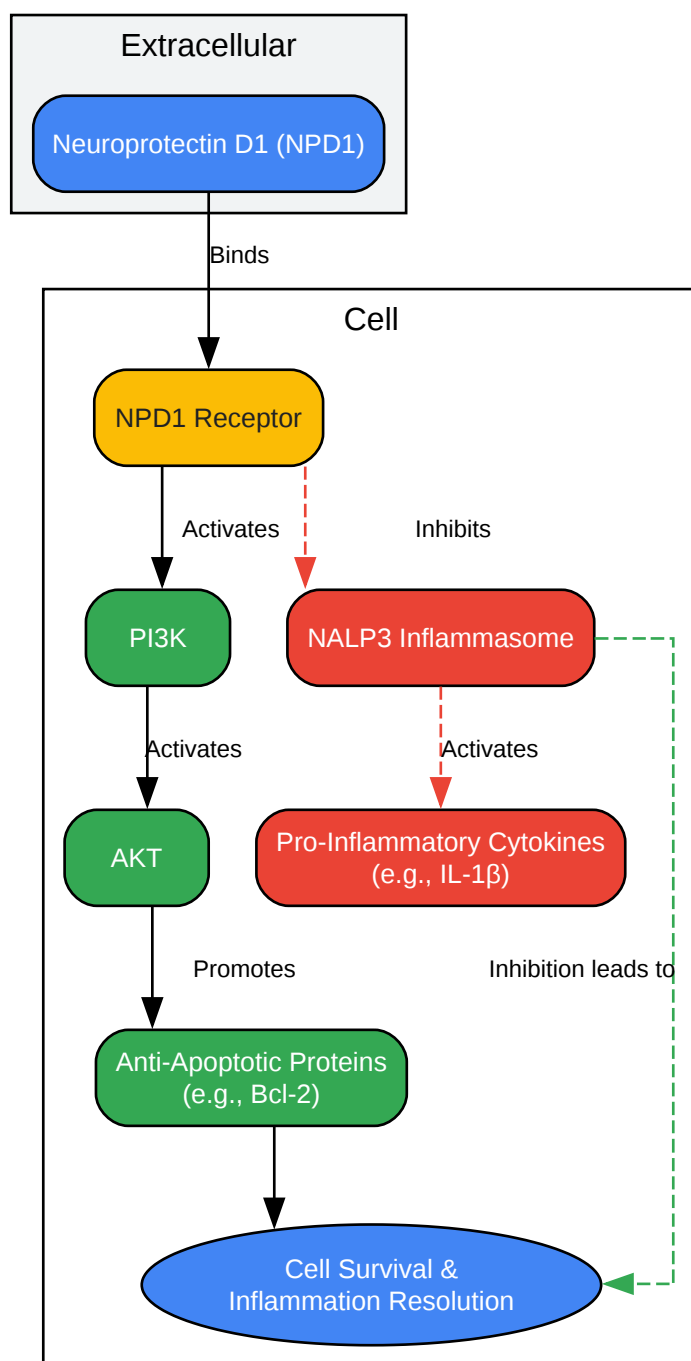 Extracellular
Neuroprotectin D1 (NPD1)
Binds
Cell
NPD1 Receptor
Activates
Inhibits
PI3K
NALP3 Inflammasome
Activates
Activates
AKT
Pro-Inflammatory Cytokines
(e.g., IL-1β)
Promotes
Inhibition leads to
Anti-Apoptotic Proteins
(e.g., Bcl-2)
Cell Survival &
Inflammation Resolution